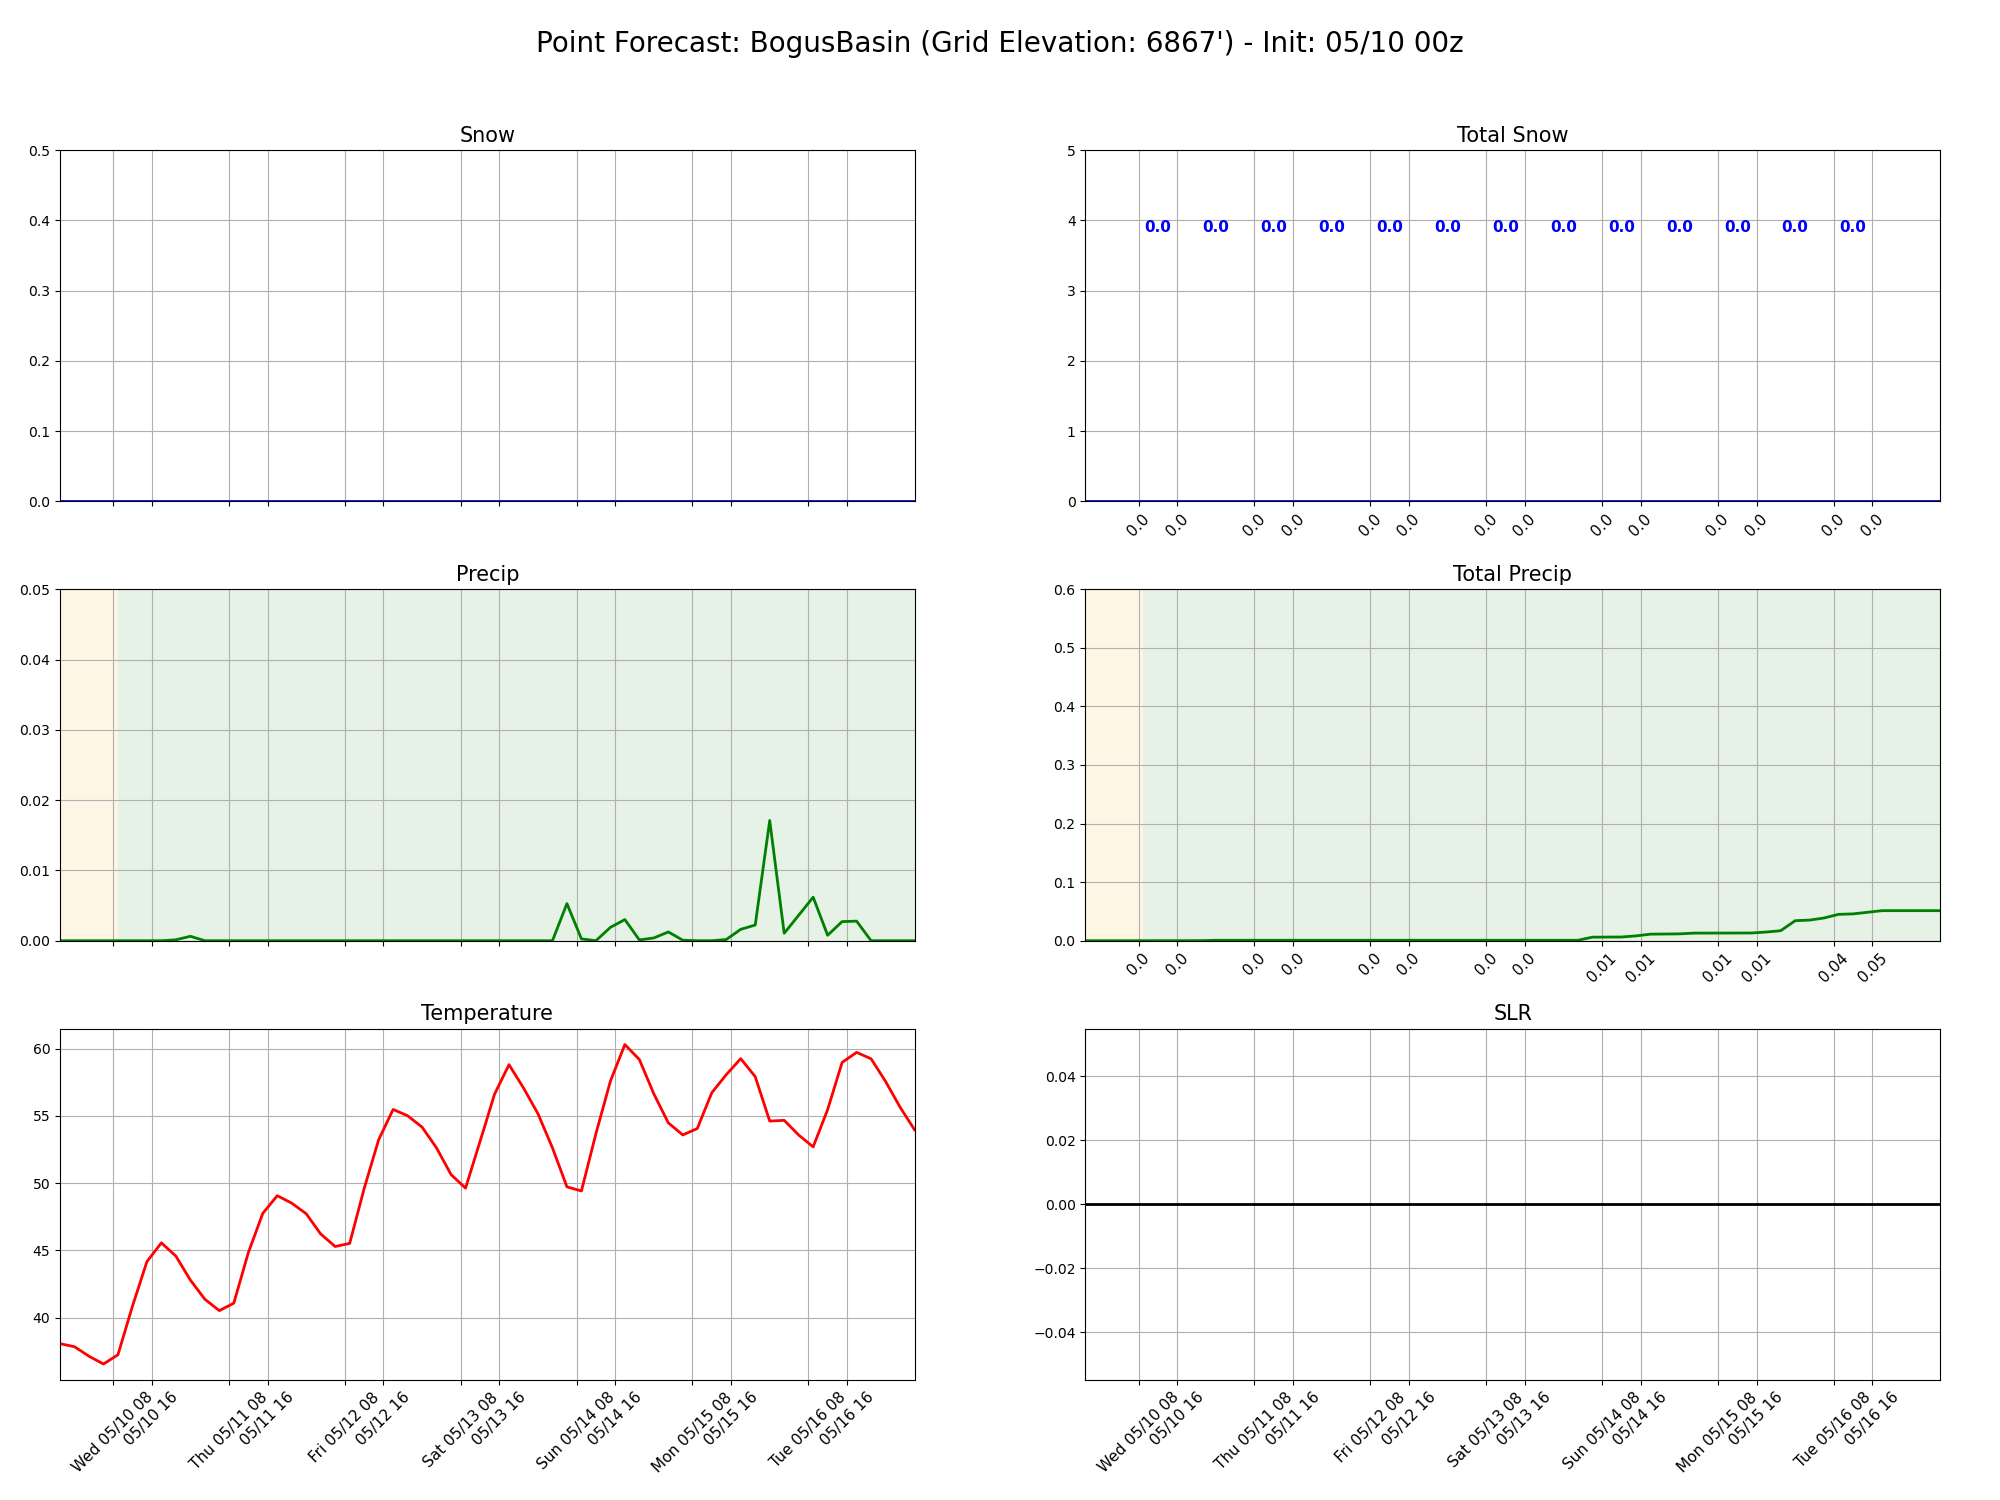 Point Forecast: BogusBasin (Grid Elevation: 6867') - Init: 05/10 00z
Snow
0.5
0.4
0.3
0.2
0.1
0.0
Total Snow
5
4
3
2
1
0
0.0 0.0 0.0 0.0 0.0 0.0 0.0 0.0 0.0 0.0 0.0 0.0 0.0
0.0 0.0 0.0 0.0 0.0 0.0 0.0 0.0 0.0 0.0 0.0 0.0 0.0 0.0
Precip
0.05
0.04
0.03
0.02
0.01
0.00
Total Precip
0.6
0.5
0.4
0.3
0.2
0.1
0.0
0.0 0.0 0.0 0.0 0.0 0.0 0.0 0.0 0.01 0.01 0.01 0.01 0.04 0.05
Temperature
60
55
50
45
40
Wed 05/10 08
05/10 16
Thu 05/11 08
05/11 16
Fri 05/12 08
05/12 16
Sat 05/13 08
05/13 16
Sun 05/14 08
05/14 16
Mon 05/15 08
05/15 16
Tue 05/16 08
05/16 16
SLR
0.04
0.02
0.00
−0.02
−0.04
Wed 05/10 08
05/10 16
Thu 05/11 08
05/11 16
Fri 05/12 08
05/12 16
Sat 05/13 08
05/13 16
Sun 05/14 08
05/14 16
Mon 05/15 08
05/15 16
Tue 05/16 08
05/16 16